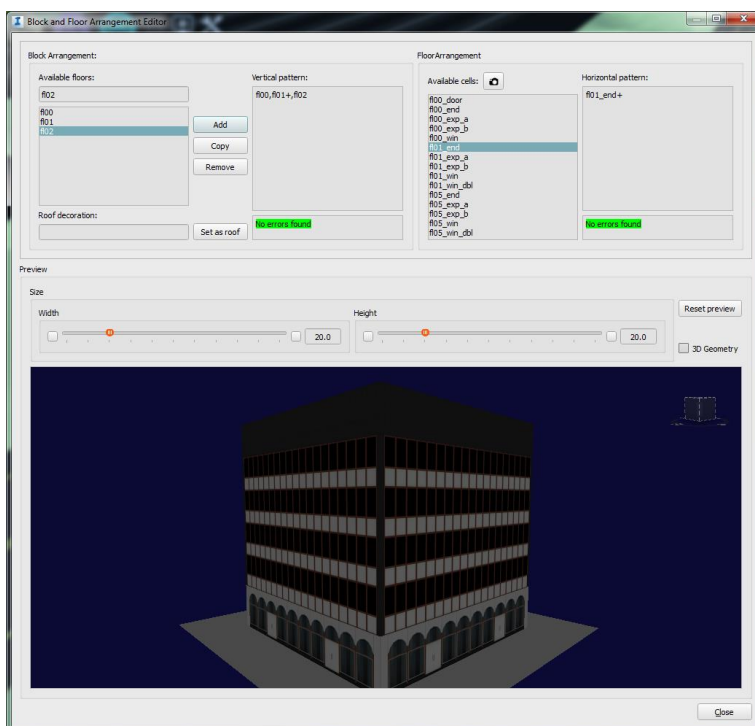 Block and Floor Arrangement Editor
Block Arrangement:
Available floors:
fl02
fl00
fl01
fl02
Add
Copy
Remove
Roof decoration:
Set as roof
Vertical pattern:
fl00,fl01+,fl02
No errors found
FloorArrangement
Available cells:
fl00_door
fl00_end
fl00_exp_a
fl00_exp_b
fl00_win
fl01_end
fl01_exp_a
fl01_exp_b
fl01_win
fl01_win_dbl
fl05_end
fl05_exp_a
fl05_exp_b
fl05_win
fl05_win_dbl
Horizontal pattern:
fl01_end+
No errors found
Preview
Size
Width
20.0
Height
20.0
Reset preview
3D Geometry
Close